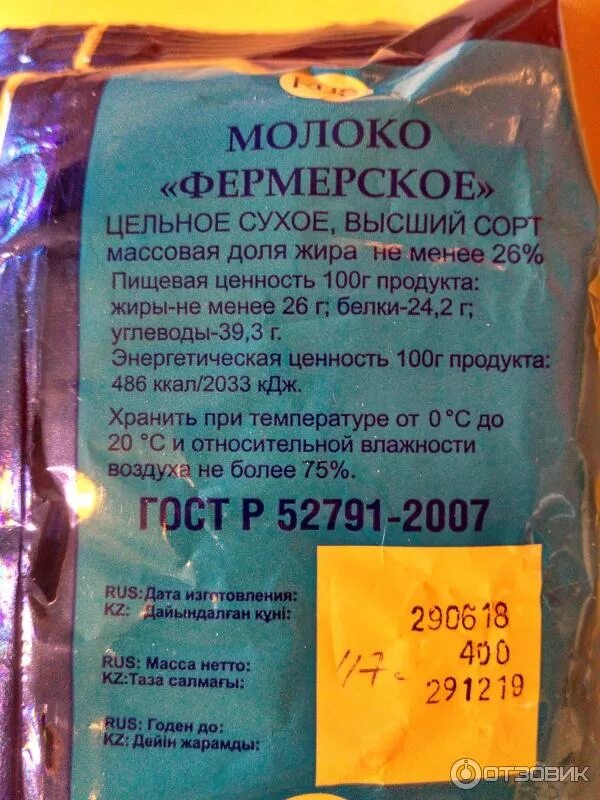 RUS
МОЛОКО
«ФЕРМЕРСКОЕ»
ЦЕЛЬНОЕ СУХОЕ, ВЫСШИЙ СОРТ
массовая доля жира не менее 26%
Пищевая ценность 100г продукта:
жиры-не менее 26 г; белки-24,2 г;
углеводы-39,3 г.
Энергетическая ценность 100г продукта:
486 ккал/2033 кДж.
Хранить при температуре от 0 °С до
20 °С и относительной влажности
воздуха не более 75%.
ГОСТ Р 52791-2007
RUS: Дата изготовления:
KZ: Дайындалған күні:
290618
RUS: Масса нетто:
KZ: Таза салмағы:
400
117-
291219
RUS: Годен до:
KZ: Дейін жарамды:
ОТЗОВИК